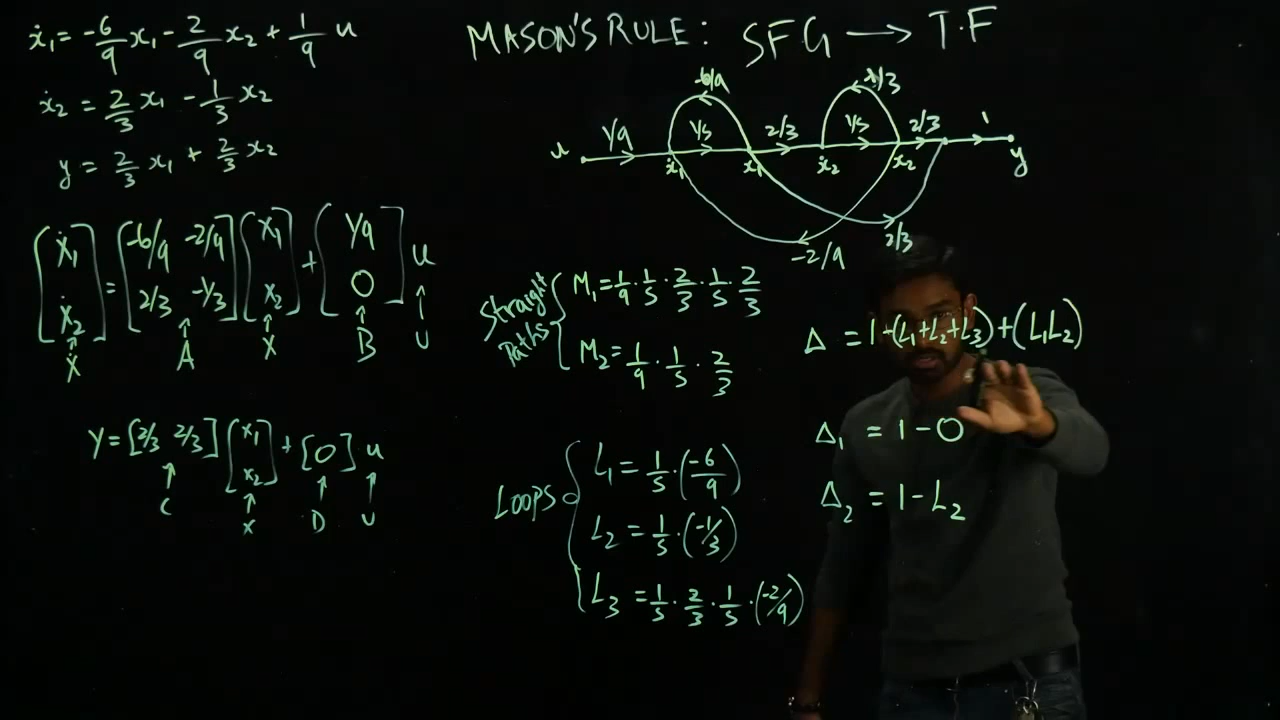 ẋ₁ = -6/9 x₁ - 2/9 x₂ + 1/9 u
ẋ₂ = 2/3 x₁ - 1/3 x₂
y = 2/3 x₁ + 2/3 x₂
[Ẋ₁ Ẋ₂] = [-6/9 -2/9 2/3 -1/3] [X₁ X₂] + [1/9 0] u
Ẋ A X B U
Y = [2/3 2/3] [x₁ x₂] + [0] u
C X D U
MASON'S RULE: SFG → T.F
-6/9
1/9 1/s 2/3 1/s 2/3 1
u ẋ₁ x₁ ẋ₂ x₂ y
-2/9 2/3
Straight Paths
M₁ = 1/9 · 1/s · 2/3 · 1/s · 2/3
M₂ = 1/9 · 1/s · 2/3
LOOPS
L₁ = 1/s · (-6/9)
L₂ = 1/s · (-1/3)
L₃ = 1/s · 2/3 · 1/s · (-2/9)
Δ = 1 - (L₁+L₂+L₃) + (L₁L₂)
Δ₁ = 1 - 0
Δ₂ = 1 - L₂